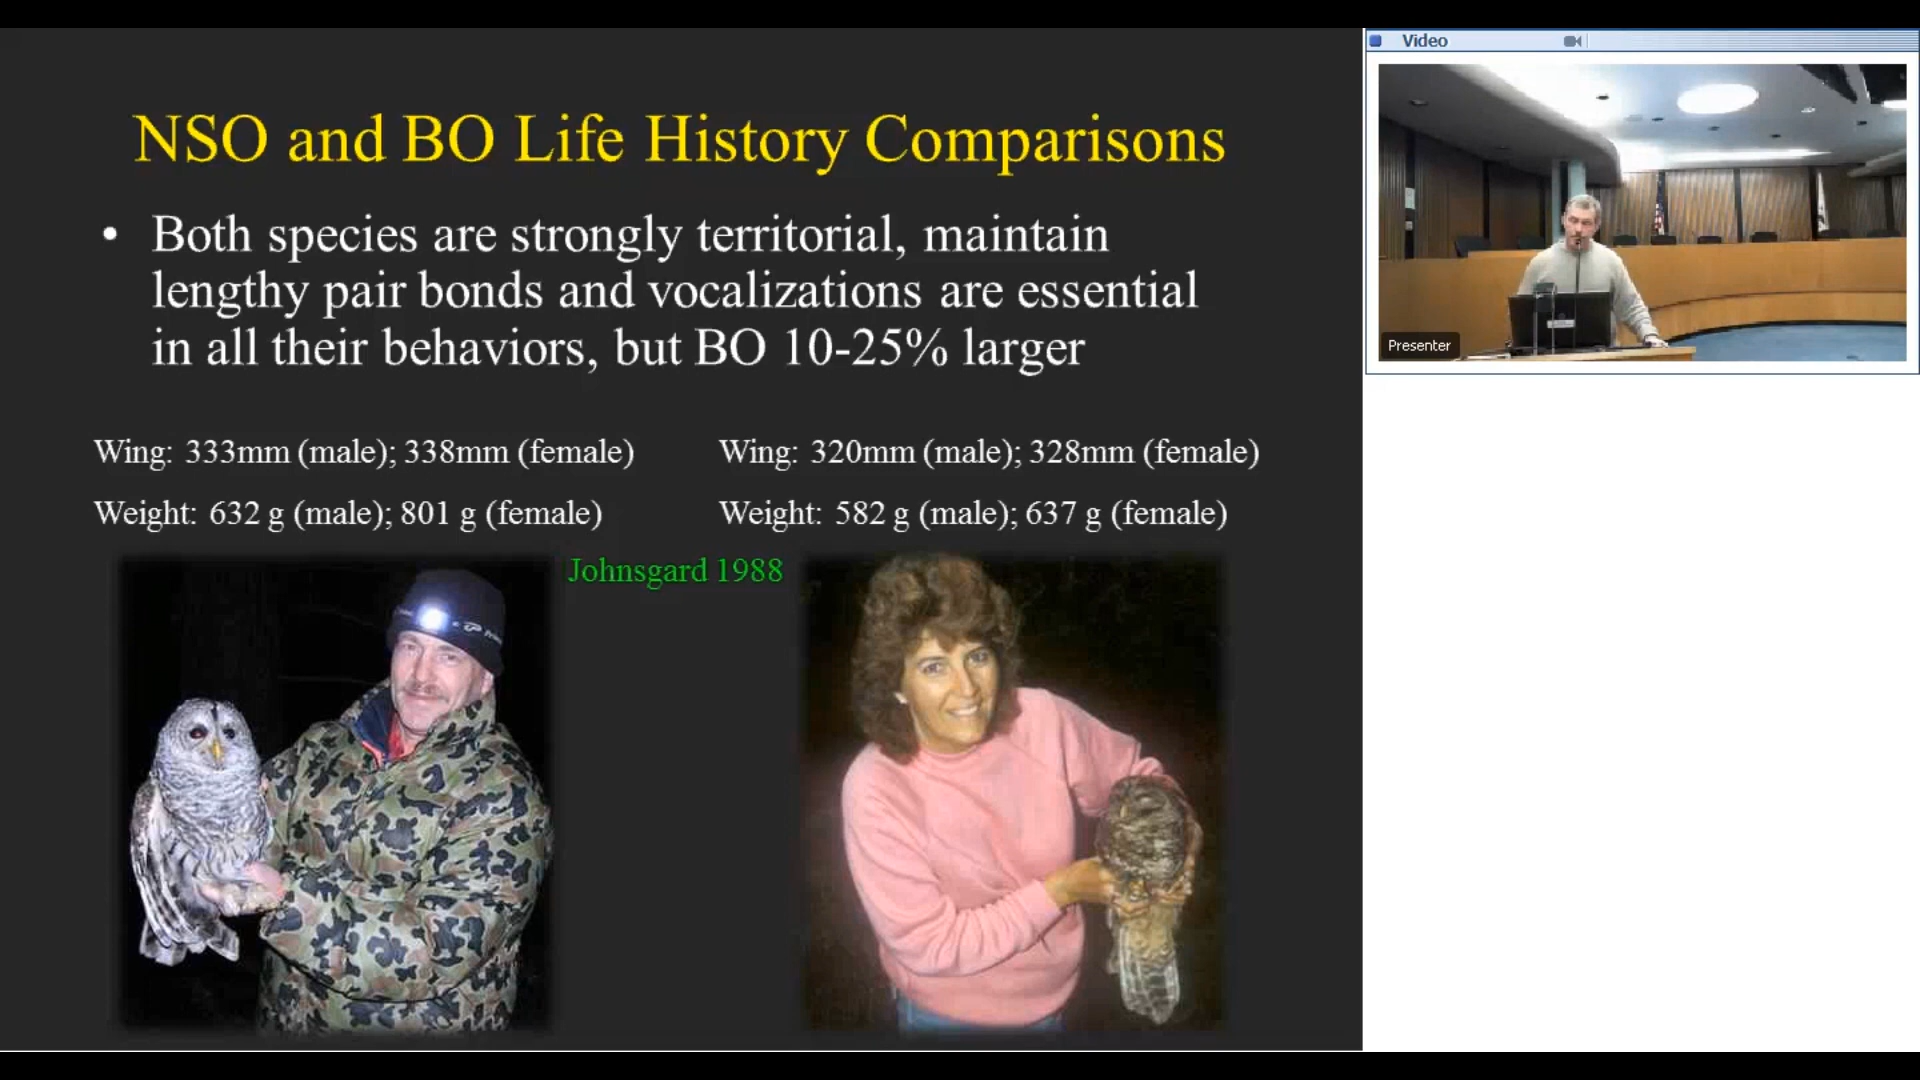 NSO and BO Life History Comparisons
• Both species are strongly territorial, maintain
lengthy pair bonds and vocalizations are essential
in all their behaviors, but BO 10-25% larger
Wing: 333mm (male); 338mm (female)
Weight: 632 g (male); 801 g (female)
Wing: 320mm (male); 328mm (female)
Weight: 582 g (male); 637 g (female)
Johnsgard 1988
Video
Presenter